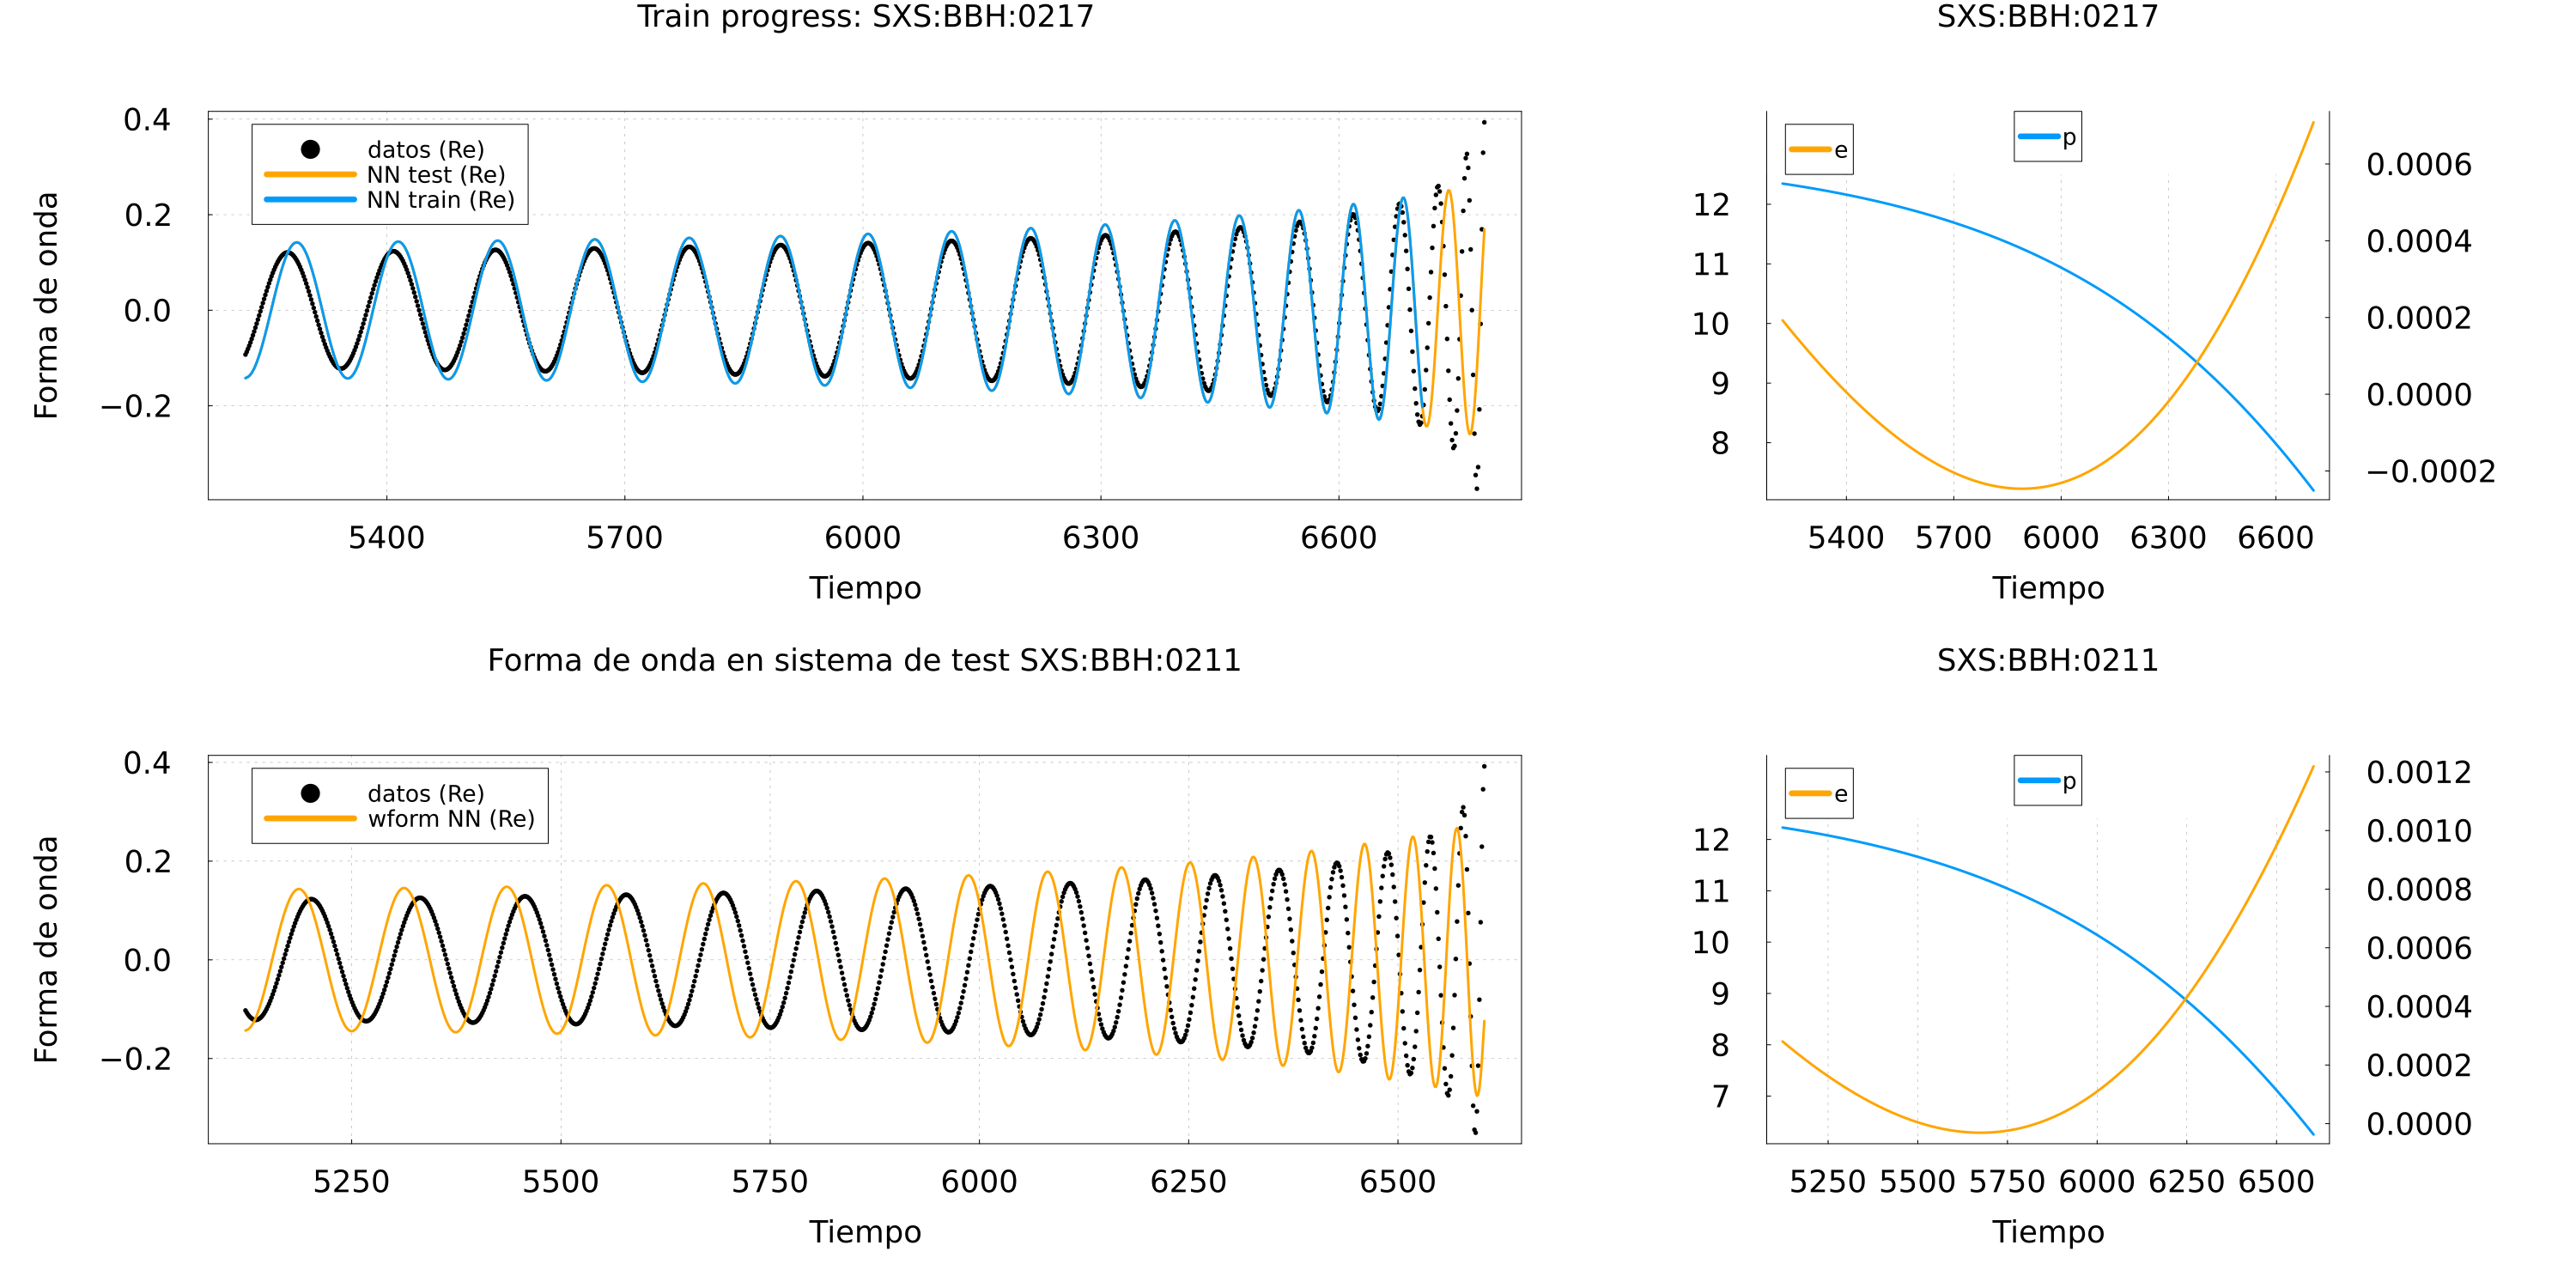 Train progress: SXS:BBH:0217
0.4
0.2
0.0
−0.2
Forma de onda
datos (Re)
NN test (Re)
NN train (Re)
5400 5700 6000 6300 6600
Tiempo
SXS:BBH:0217
e
p
12
11
10
9
8
0.0006
0.0004
0.0002
0.0000
−0.0002
5400 5700 6000 6300 6600
Tiempo
Forma de onda en sistema de test SXS:BBH:0211
0.4
0.2
0.0
−0.2
Forma de onda
datos (Re)
wform NN (Re)
5250 5500 5750 6000 6250 6500
Tiempo
SXS:BBH:0211
e
p
12
11
10
9
8
7
0.0012
0.0010
0.0008
0.0006
0.0004
0.0002
0.0000
5250 5500 5750 6000 6250 6500
Tiempo